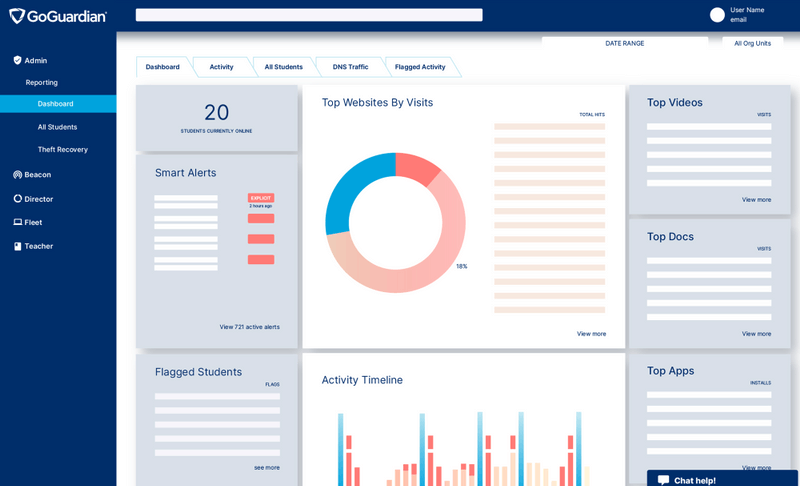 GoGuardian
User Name
email
DATE RANGE
All Org Units
Admin
Reporting
Dashboard
All Students
Theft Recovery
Beacon
Director
Fleet
Teacher
Dashboard
Activity
All Students
DNS Traffic
Flagged Activity
20
STUDENTS CURRENTLY ONLINE
Smart Alerts
EXPLICIT
2 hours ago
View 721 active alerts
Flagged Students
FLAGS
see more
Top Websites By Visits
TOTAL HITS
18%
View more
Activity Timeline
Top Videos
VISITS
View more
Top Docs
VISITS
View more
Top Apps
INSTALLS
View more
Chat help!